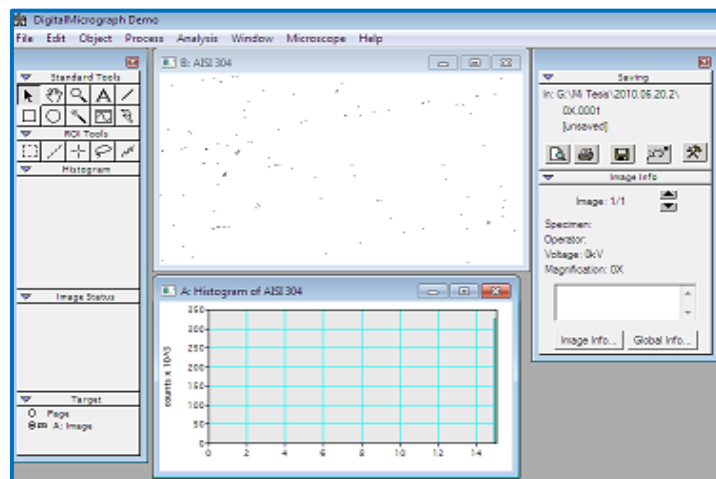 DigitalMicrograph Demo
File Edit Object Process Analysis Window Microscope Help
Standard Tools
ROI Tools
Histogram
Image Status
Target
Page
A: Image
B: AISI 304
A: Histogram of AISI 304
counts x 10^3
350
300
250
200
150
100
50
0
0 2 4 6 8 10 12 14
Saving
In: G:\Mi Tesis\2010.06.20.2\
0X.0001
[unsaved]
Image Info
Image: 1/1
Specimen:
Operator:
Voltage: 0kV
Magnification: 0X
Image Info... Global Info...